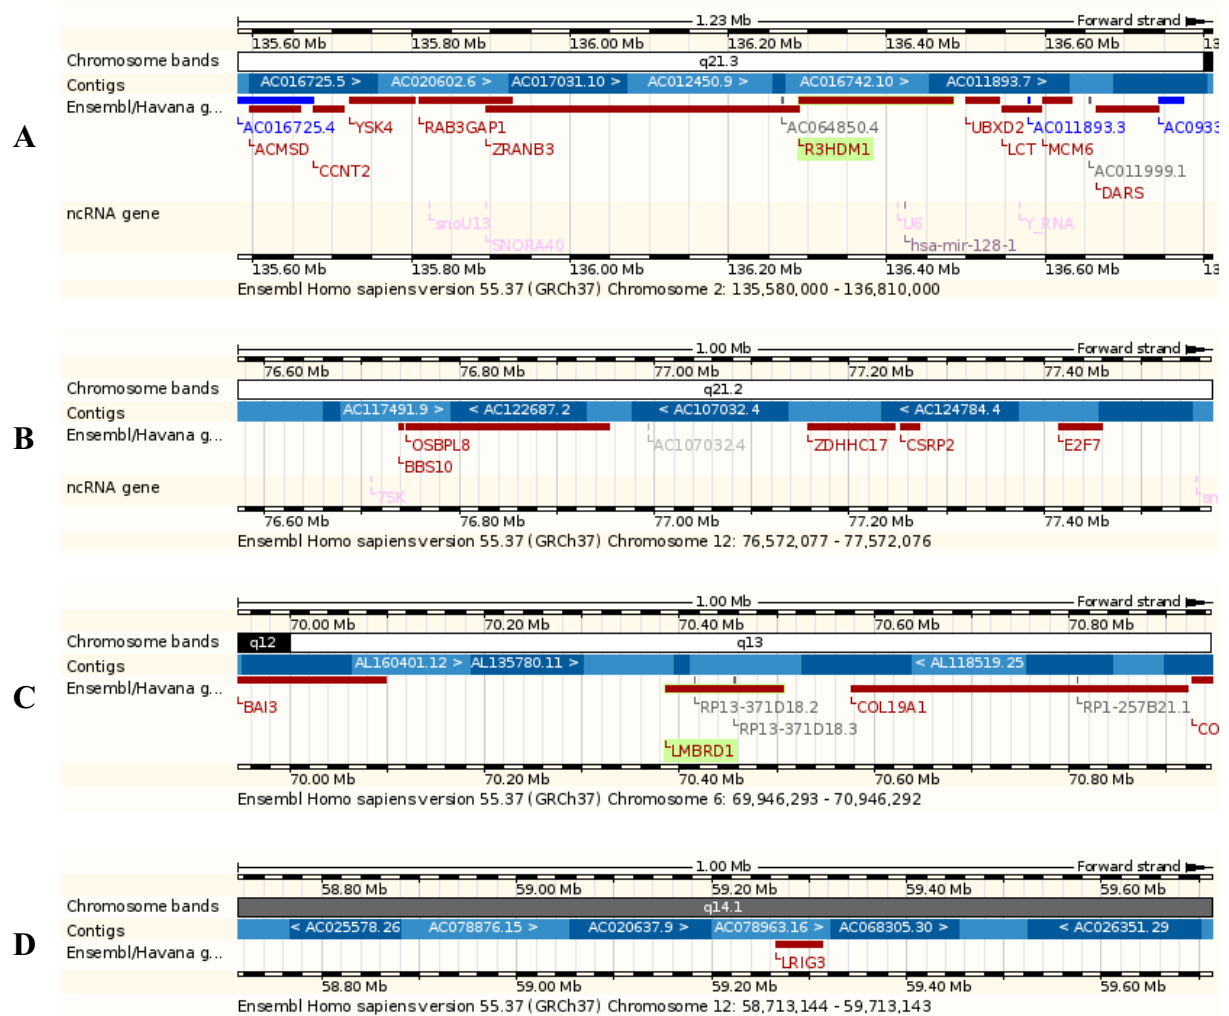 A
1.23 Mb Forward strand
135.60 Mb 135.80 Mb 136.00 Mb 136.20 Mb 136.40 Mb 136.60 Mb
Chromosome bands q21.3
Contigs AC016725.5 > AC020602.6 > AC017031.10 > AC012450.9 > AC016742.10 > AC011893.7 >
Ensembl/Havana g...
AC016725.4 YSK4 RAB3GAP1 AC064850.4 UBXD2 AC011893.3 AC0933
ACMSD ZRANB3 R3HDM1 LCT MCM6
CCNT2 AC011999.1
DARS
ncRNA gene
snoU13 U6 Y_RNA
SNORA40 hsa-mir-128-1
135.60 Mb 135.80 Mb 136.00 Mb 136.20 Mb 136.40 Mb 136.60 Mb
Ensembl Homo sapiens version 55.37 (GRCh37) Chromosome 2: 135,580,000 - 136,810,000
B
1.00 Mb Forward strand
76.60 Mb 76.80 Mb 77.00 Mb 77.20 Mb 77.40 Mb
Chromosome bands q21.2
Contigs AC117491.9 > < AC122687.2 < AC107032.4 < AC124784.4
Ensembl/Havana g...
OSBPL8 AC107032.4 ZDHHC17 CSRP2 E2F7
BBS10
ncRNA gene
7SK sn
76.60 Mb 76.80 Mb 77.00 Mb 77.20 Mb 77.40 Mb
Ensembl Homo sapiens version 55.37 (GRCh37) Chromosome 12: 76,572,077 - 77,572,076
C
1.00 Mb Forward strand
70.00 Mb 70.20 Mb 70.40 Mb 70.60 Mb 70.80 Mb
Chromosome bands q12 q13
Contigs AL160401.12 > AL135780.11 > < AL118519.25
Ensembl/Havana g...
BAI3 RP13-371D18.2 COL19A1 RP1-257B21.1
RP13-371D18.3 CO
LMBRD1
70.00 Mb 70.20 Mb 70.40 Mb 70.60 Mb 70.80 Mb
Ensembl Homo sapiens version 55.37 (GRCh37) Chromosome 6: 69,946,293 - 70,946,292
D
1.00 Mb Forward strand
58.80 Mb 59.00 Mb 59.20 Mb 59.40 Mb 59.60 Mb
Chromosome bands q14.1
Contigs < AC025578.26 AC078876.15 > AC020637.9 > AC078963.16 > AC068305.30 > < AC026351.29
Ensembl/Havana g...
LRIG3
58.80 Mb 59.00 Mb 59.20 Mb 59.40 Mb 59.60 Mb
Ensembl Homo sapiens version 55.37 (GRCh37) Chromosome 12: 58,713,144 - 59,713,143